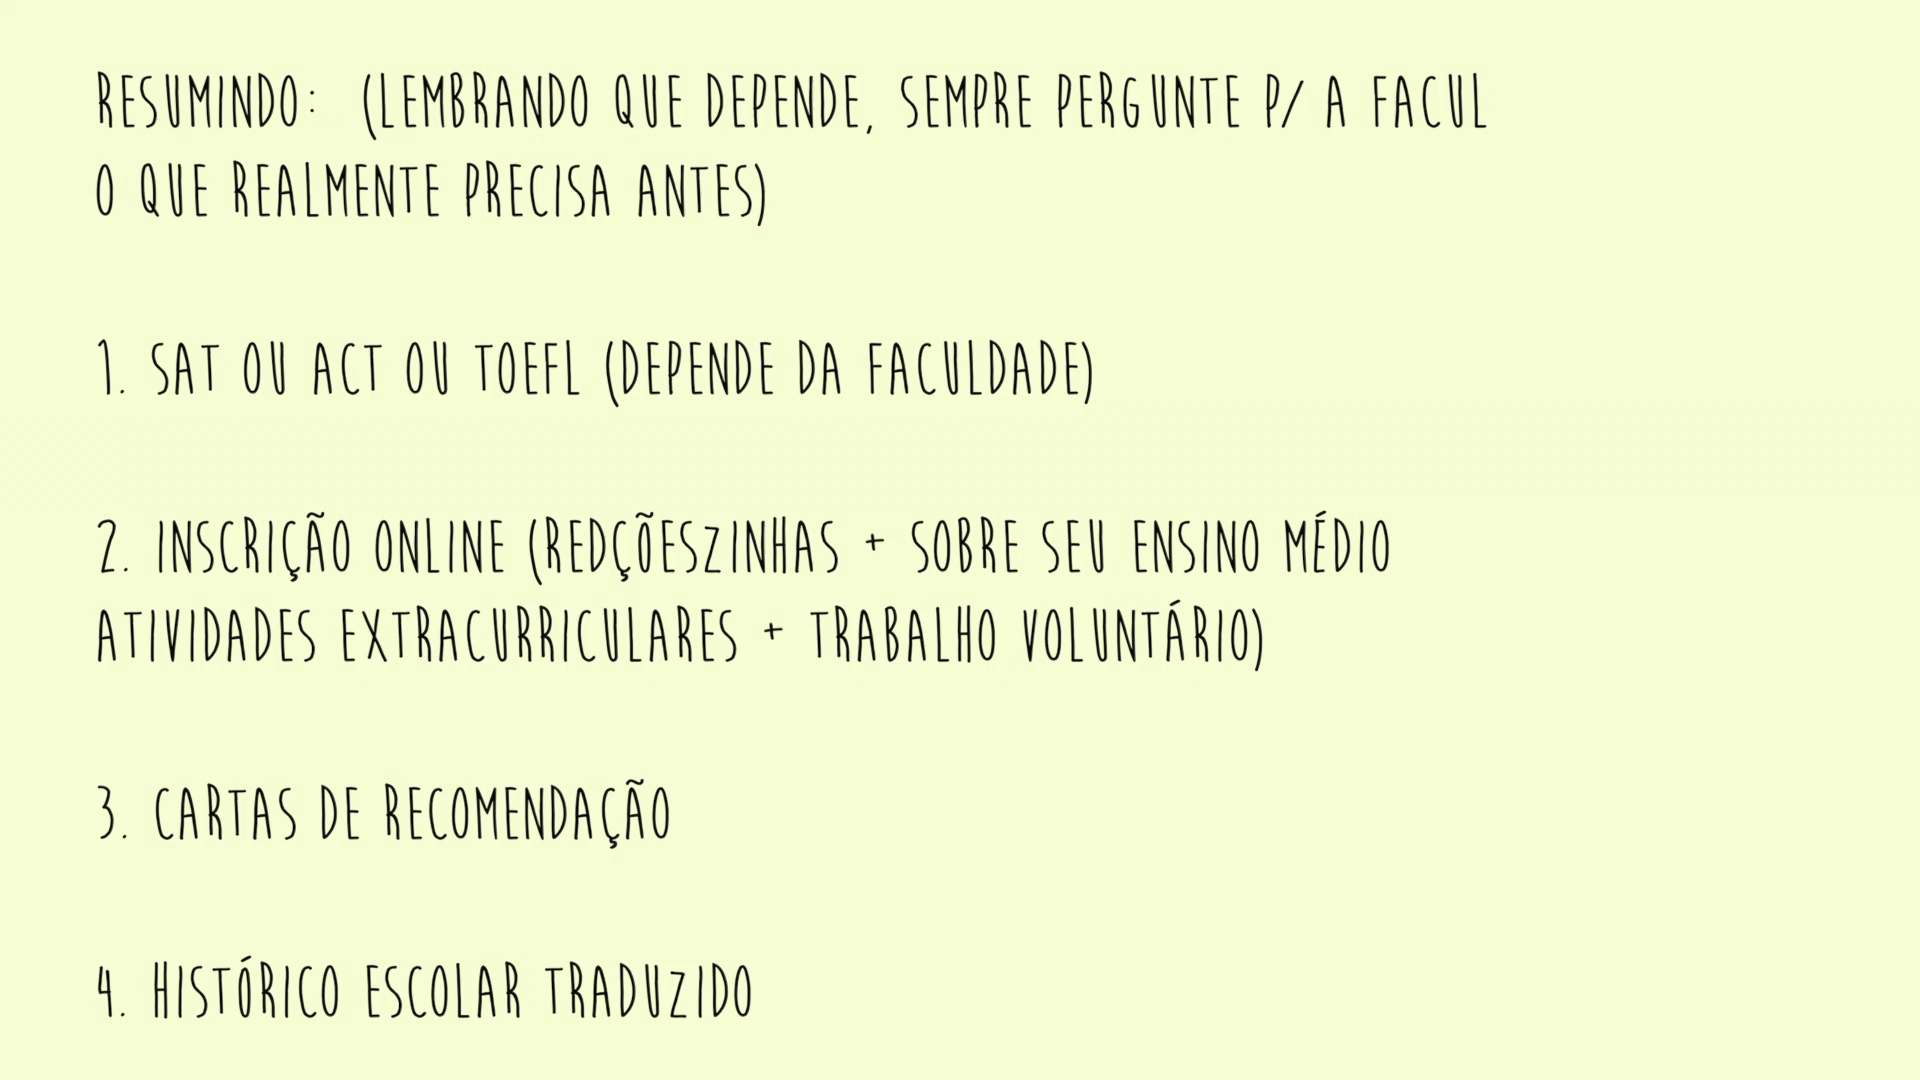 RESUMINDO: (LEMBRANDO QUE DEPENDE, SEMPRE PERGUNTE P/ A FACUL
O QUE REALMENTE PRECISA ANTES)
1. SAT OU ACT OU TOEFL (DEPENDE DA FACULDADE)
2. INSCRIÇÃO ONLINE (REDÇÕESZINHAS + SOBRE SEU ENSINO MÉDIO
ATIVIDADES EXTRACURRICULARES + TRABALHO VOLUNTÁRIO)
3. CARTAS DE RECOMENDAÇÃO
4. HISTÓRICO ESCOLAR TRADUZIDO